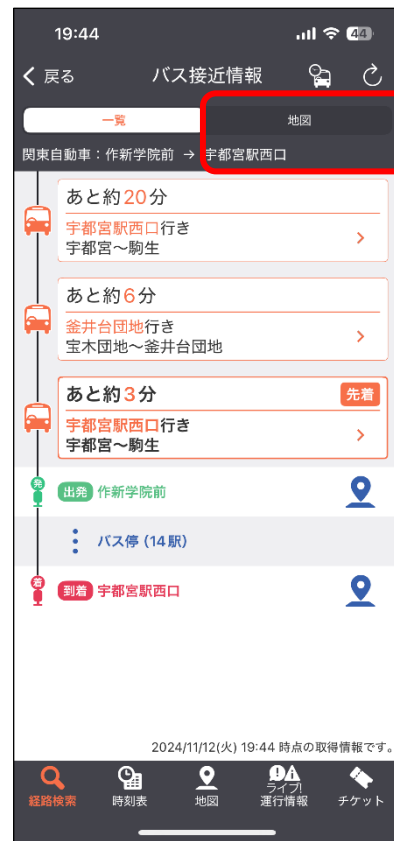 19:44 44
戻る バス接近情報
一覧 地図
関東自動車：作新学院前 → 宇都宮駅西口
あと約20分
宇都宮駅西口行き
宇都宮～駒生
あと約6分
釜井台団地行き
宝木団地～釜井台団地
あと約3分 先着
宇都宮駅西口行き
宇都宮～駒生
発 出発 作新学院前
バス停 (14駅)
着 到着 宇都宮駅西口
2024/11/12(火) 19:44 時点の取得情報です。
経路検索 時刻表 地図 ライブ!運行情報 チケット